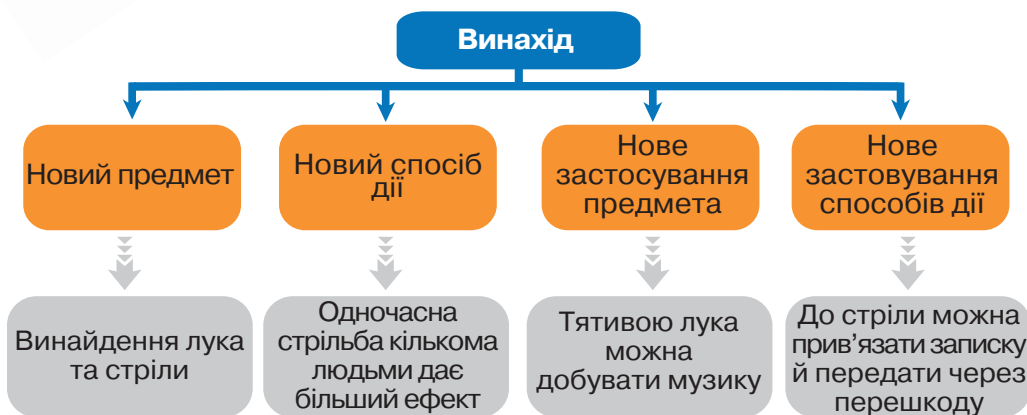 Винахід
Новий предмет
Новий спосіб
дії
Нове
застосування
предмета
Нове
застовування
способів дії
Винайдення лука
та стріли
Одночасна
стрільба кількома
людьми дає
більший ефект
Тятивою лука
можна
добувати музику
До стріли можна
прив’язати записку
й передати через
перешкоду